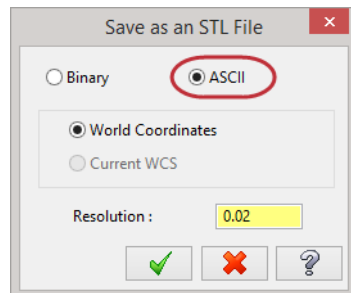 Save as an STL File
Binary ASCII
World Coordinates
Current WCS
Resolution : 0.02